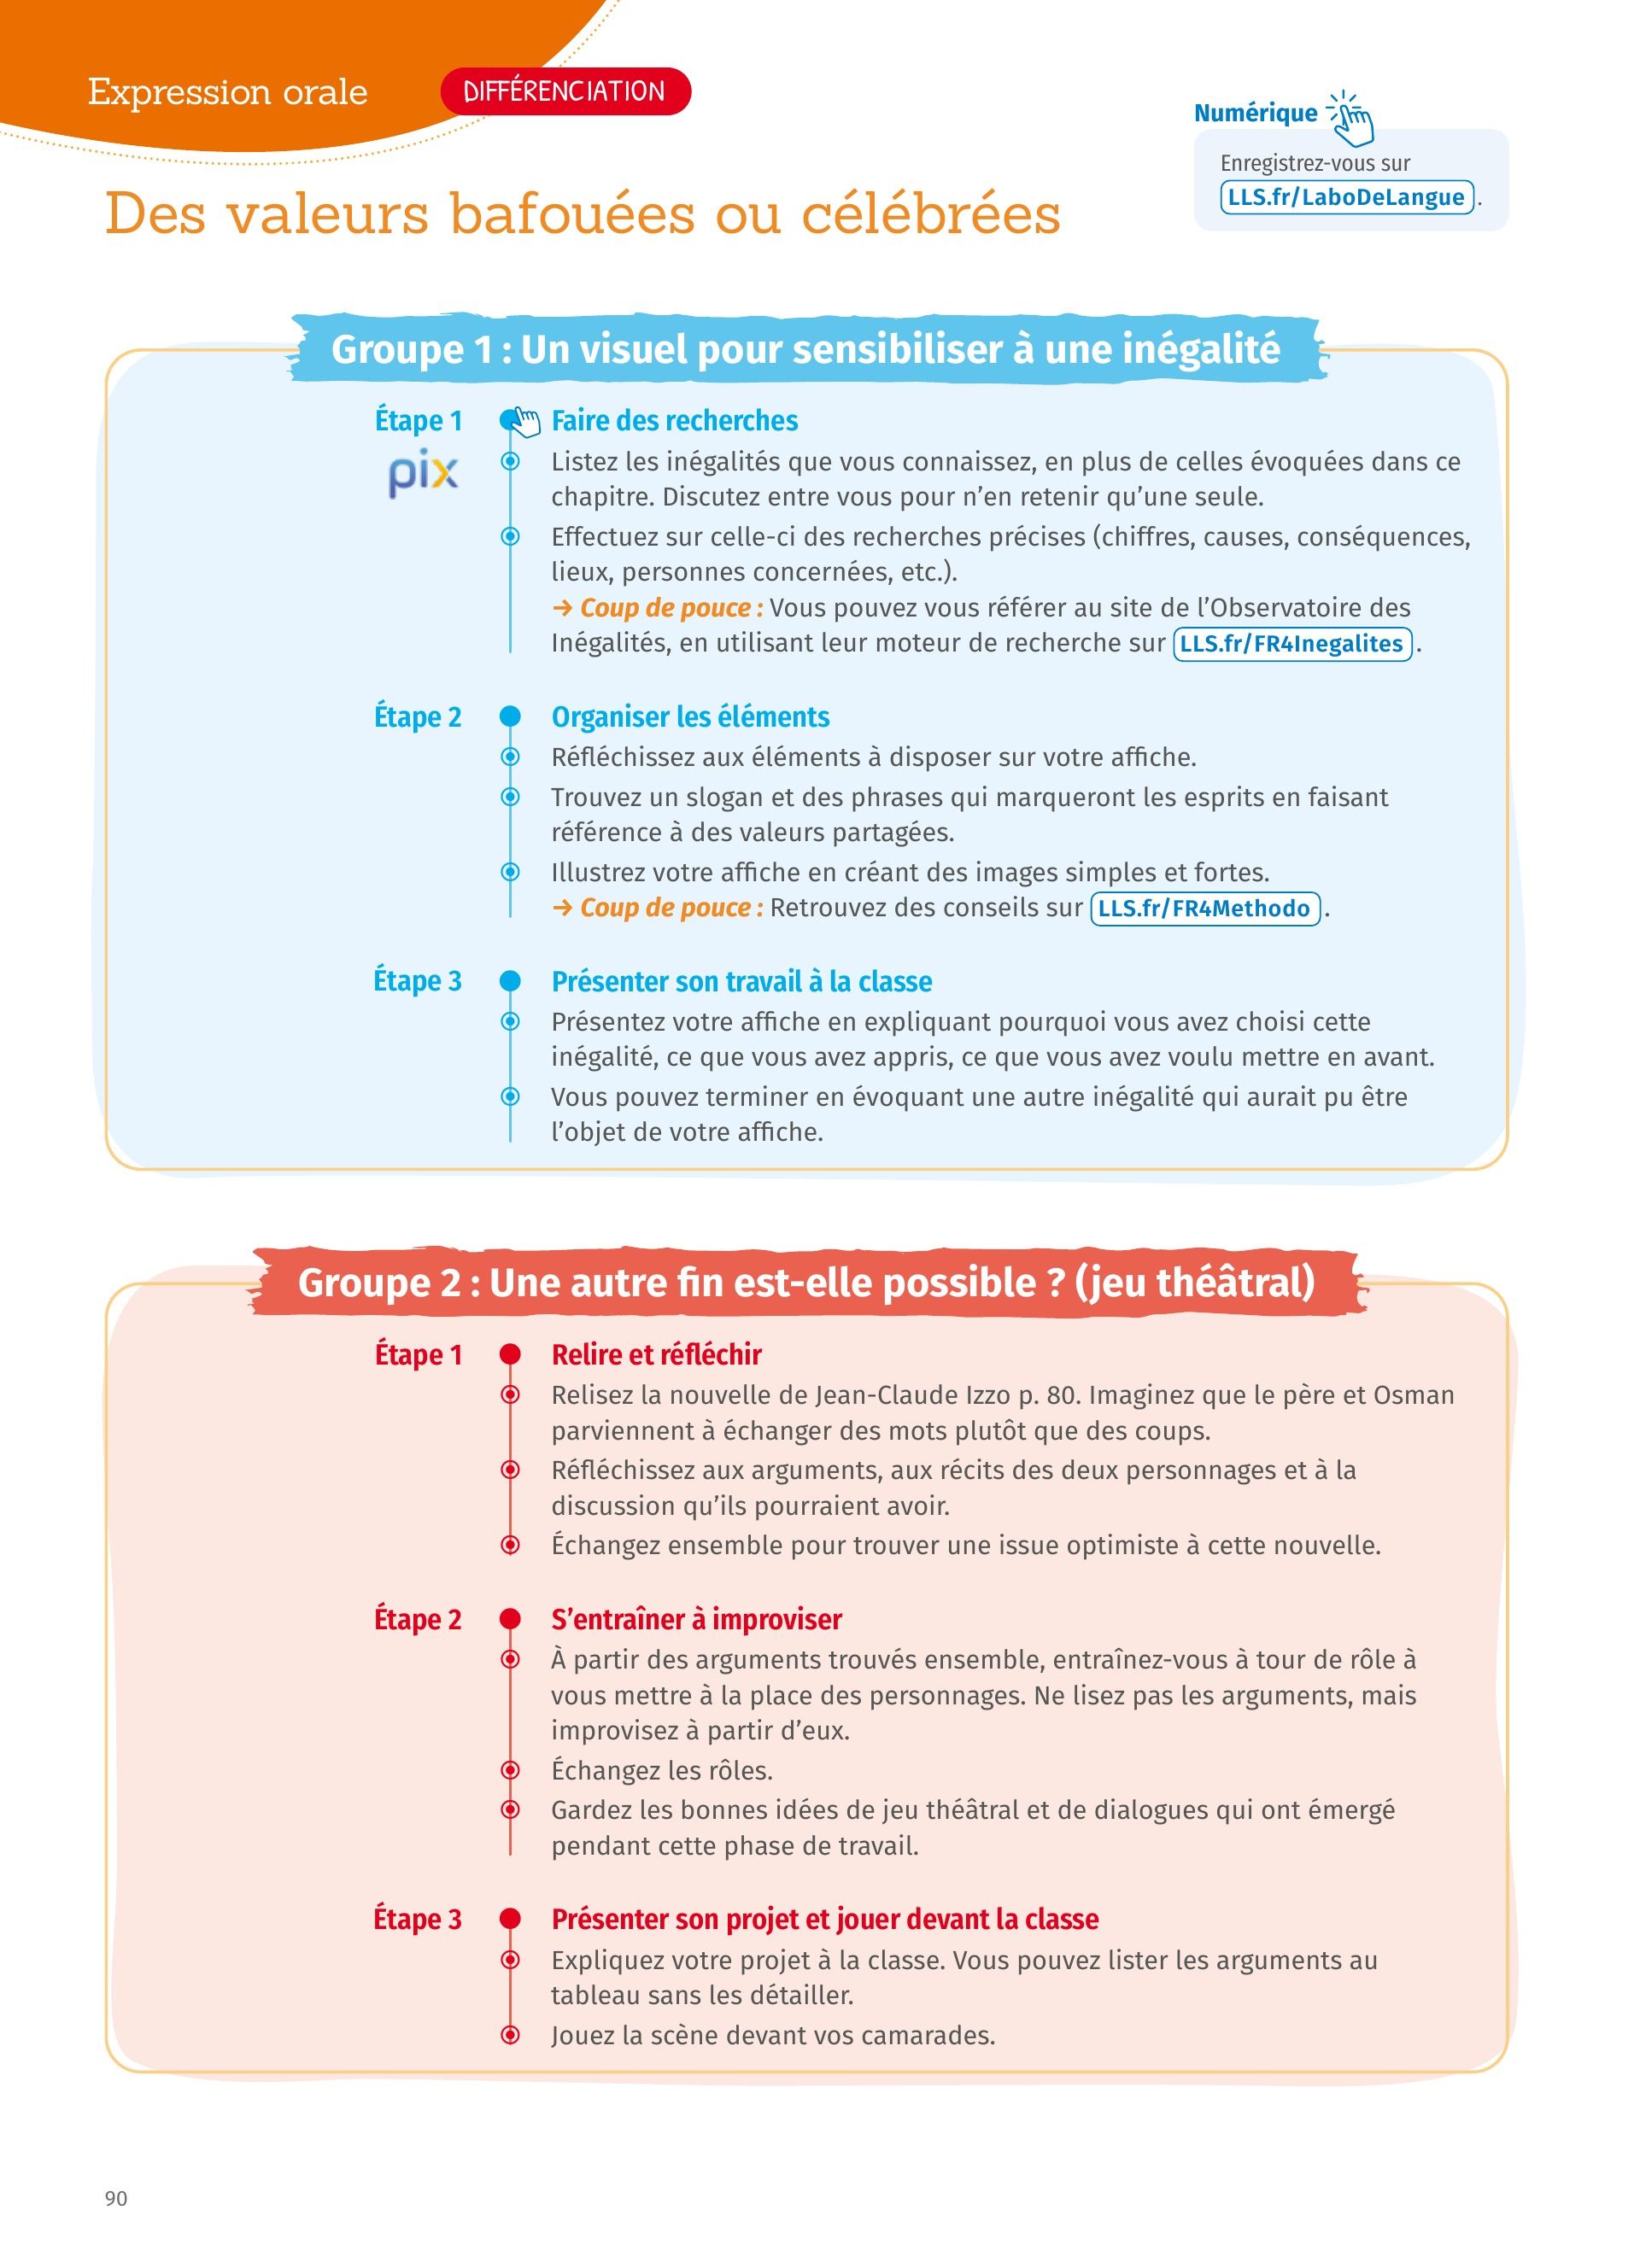 Expression orale
DIFFÉRENCIATION
Numérique
Enregistrez-vous sur
LLS.fr/LaboDeLangue.
Des valeurs bafouées ou célébrées
Groupe 1 : Un visuel pour sensibiliser à une inégalité
Étape 1
pix
Faire des recherches
Listez les inégalités que vous connaissez, en plus de celles évoquées dans ce
chapitre. Discutez entre vous pour n’en retenir qu’une seule.
Effectuez sur celle-ci des recherches précises (chiffres, causes, conséquences,
lieux, personnes concernées, etc.).
→ Coup de pouce : Vous pouvez vous référer au site de l’Observatoire des
Inégalités, en utilisant leur moteur de recherche sur LLS.fr/FR4Inegalites.
Étape 2
Organiser les éléments
Réfléchissez aux éléments à disposer sur votre affiche.
Trouvez un slogan et des phrases qui marqueront les esprits en faisant
référence à des valeurs partagées.
Illustrez votre affiche en créant des images simples et fortes.
→ Coup de pouce : Retrouvez des conseils sur LLS.fr/FR4Methodo.
Étape 3
Présenter son travail à la classe
Présentez votre affiche en expliquant pourquoi vous avez choisi cette
inégalité, ce que vous avez appris, ce que vous avez voulu mettre en avant.
Vous pouvez terminer en évoquant une autre inégalité qui aurait pu être
l’objet de votre affiche.
Groupe 2 : Une autre fin est-elle possible ? (jeu théâtral)
Étape 1
Relire et réfléchir
Relisez la nouvelle de Jean-Claude Izzo p. 80. Imaginez que le père et Osman
parviennent à échanger des mots plutôt que des coups.
Réfléchissez aux arguments, aux récits des deux personnages et à la
discussion qu’ils pourraient avoir.
Échangez ensemble pour trouver une issue optimiste à cette nouvelle.
Étape 2
S’entraîner à improviser
À partir des arguments trouvés ensemble, entraînez-vous à tour de rôle à
vous mettre à la place des personnages. Ne lisez pas les arguments, mais
improvisez à partir d’eux.
Échangez les rôles.
Gardez les bonnes idées de jeu théâtral et de dialogues qui ont émergé
pendant cette phase de travail.
Étape 3
Présenter son projet et jouer devant la classe
Expliquez votre projet à la classe. Vous pouvez lister les arguments au
tableau sans les détailler.
Jouez la scène devant vos camarades.
90